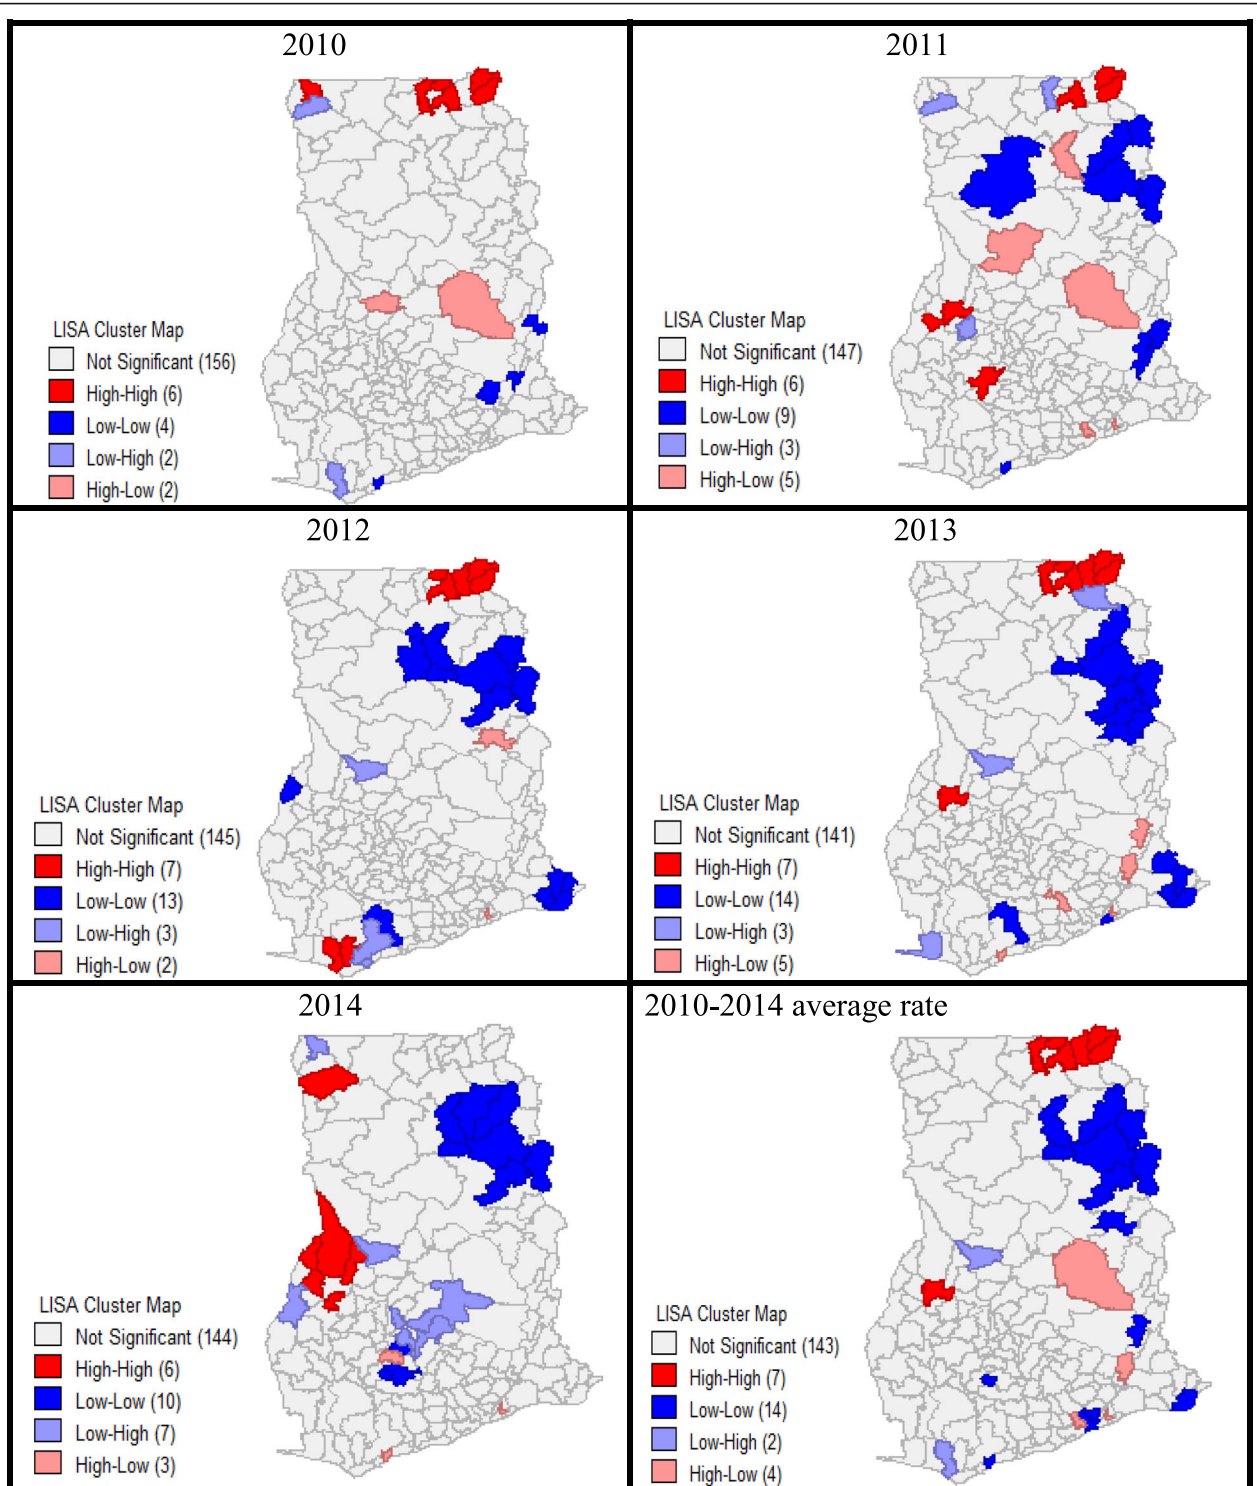 2010
LISA Cluster Map
Not Significant (156)
High-High (6)
Low-Low (4)
Low-High (2)
High-Low (2)
2011
LISA Cluster Map
Not Significant (147)
High-High (6)
Low-Low (9)
Low-High (3)
High-Low (5)
2012
LISA Cluster Map
Not Significant (145)
High-High (7)
Low-Low (13)
Low-High (3)
High-Low (2)
2013
LISA Cluster Map
Not Significant (141)
High-High (7)
Low-Low (14)
Low-High (3)
High-Low (5)
2014
LISA Cluster Map
Not Significant (144)
High-High (6)
Low-Low (10)
Low-High (7)
High-Low (3)
2010-2014 average rate
LISA Cluster Map
Not Significant (143)
High-High (7)
Low-Low (14)
Low-High (2)
High-Low (4)